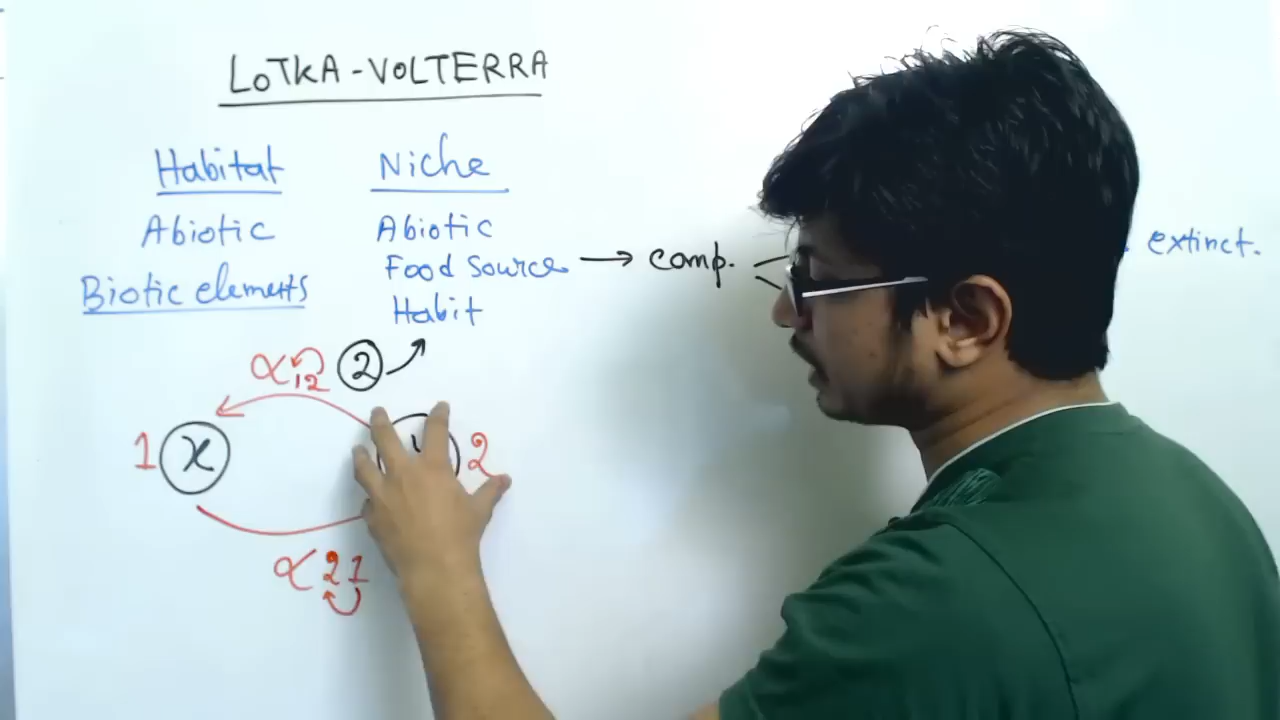 LOTKA-VOLTERRA
Habitat
Niche
Abiotic
Abiotic
Food Source → comp.
extinct.
Biotic elements
Habit
α12
2
1
x
2
α21